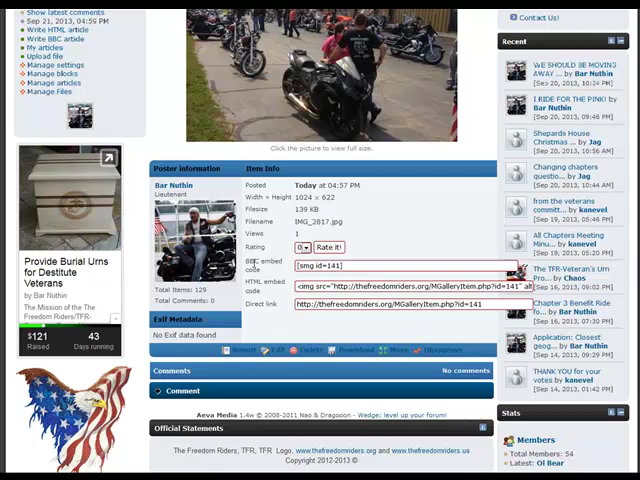 Show latest comments
Sep 21, 2013, 04:59 PM
Write HTML article
Write BBC article
My articles
Upload file
Manage settings
Manage blocks
Manage articles
Manage Files
Provide Burial Urns
for Destitute
Veterans
by Bar Nuthin
The Mission of the The
Freedom Riders/TFR-
$121
Raised
43
Days running
Click the picture to view full size.
Poster information
Bar Nuthin
Lieutenant
Total Items: 129
Total Comments: 0
Item Info
Posted Today at 04:57 PM
Width × Height 1024 × 622
Filesize 139 KB
Filename IMG_2817.jpg
Views 1
Rating 0 Rate it!
BBC embed code [smg id=141]
HTML embed code <img src="http://thefreedomriders.org/MGalleryItem.php?id=141" alt
Direct link http://thefreedomriders.org/MGalleryItem.php?id=141
Exif Metadata
No Exif data found
Report Edit Delete Download Move
Comments No comments
Comment
Aeva Media 1.4w © 2008-2011 Nao & Dragooon - Wedge: level up your forum!
Official Statements
The Freedom Riders, TFR, TFR Logo, www.thefreedomriders.org and www.thefreedomriders.us
Copyright 2012-2013 ©
Contact Us!
Recent
WE SHOULD BE MOVING
AWAY ... by Bar Nuthin
[Sep 20, 2013, 10:24 PM]
I RIDE FOR THE PINK! by
Bar Nuthin
[Sep 20, 2013, 09:46 PM]
Shepards House
Christmas ... by Jag
[Sep 20, 2013, 10:56 AM]
Changing chapters
questio... by Jag
[Sep 20, 2013, 10:44 AM]
from the veterans
committ... by kanevel
[Sep 19, 2013, 05:20 PM]
All Chapters Meeting
Minu... by kanevel
[Sep 19, 2013, 05:20 PM]
The TFR-Veteran's Urn
Pro... by Chaos
[Sep 16, 2013, 12:36 PM]
Chapter 3 Benefit Ride
fo... by Bar Nuthin
[Sep 16, 2013, 07:30 PM]
Application: Closest
geog... by Bar Nuthin
[Sep 14, 2013, 09:29 PM]
THANK YOU for your
votes by kanevel
[Sep 14, 2013, 06:41 PM]
Stats
Members
Total Members: 54
Latest: Ol Bear